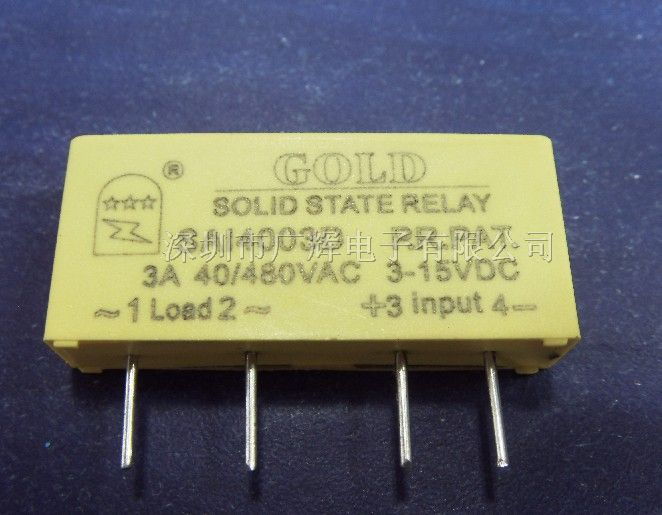 GOLD
®
SOLID STATE RELAY
深圳市广辉电子有限公司
3A 40/480VAC 3-15VDC
~1 Load 2~ +3 input 4-